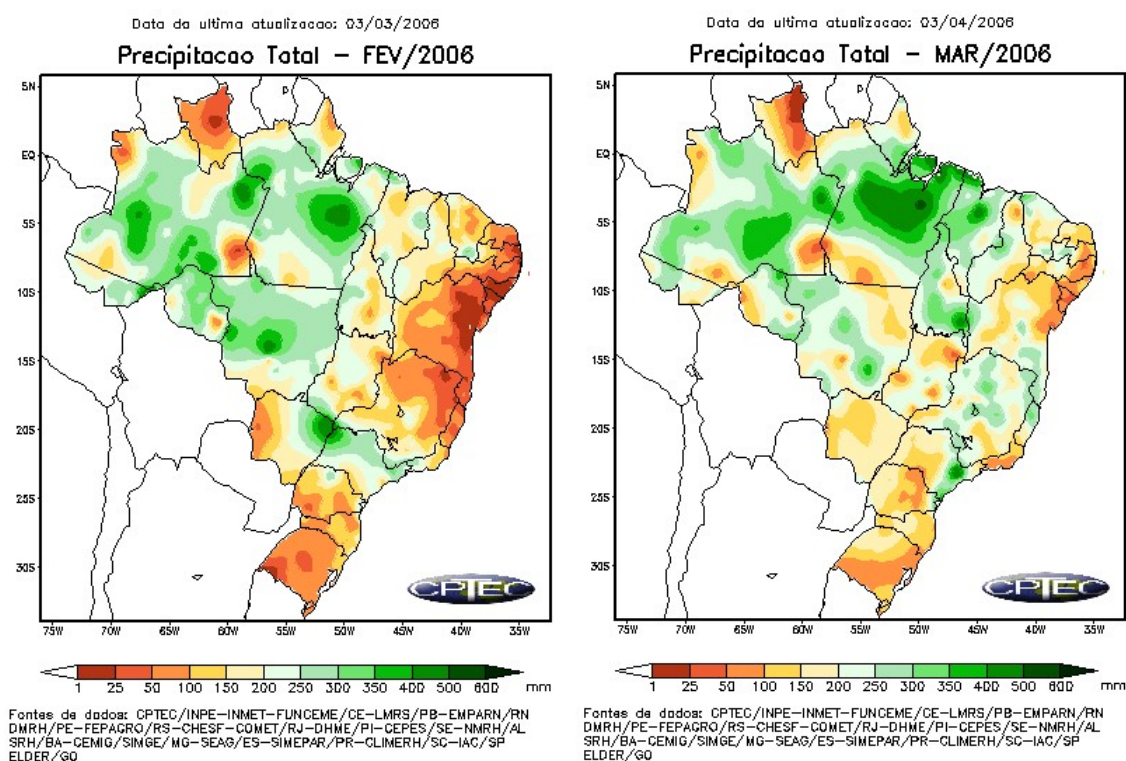 Data da ultima atualizacao: 03/03/2006
Precipitacao Total - FEV/2006
5N
EQ
5S
10S
15S
20S
25S
30S
75W 70W 65W 60W 55W 50W 45W 40W 35W
CPTEC
1 25 50 100 150 200 250 300 350 400 500 600 mm
Fontes de dados: CPTEC/INPE-INMET-FUNCEME/CE-LMRS/PB-EMPARN/RN
DMRH/PE-FEPAGRO/RS-CHESF-COMET/RJ-DHME/PI-CEPES/SE-NMRH/AL
SRH/BA-CEMIG/SIMGE/MG-SEAG/ES-SIMEPAR/PR-CLIMERH/SC-IAC/SP
ELDER/GO
Data da ultima atualizacao: 03/04/2006
Precipitacao Total - MAR/2006
5N
EQ
5S
10S
15S
20S
25S
30S
75W 70W 65W 60W 55W 50W 45W 40W 35W
CPTEC
1 25 50 100 150 200 250 300 350 400 500 600 mm
Fontes de dados: CPTEC/INPE-INMET-FUNCEME/CE-LMRS/PB-EMPARN/RN
DMRH/PE-FEPAGRO/RS-CHESF-COMET/RJ-DHME/PI-CEPES/SE-NMRH/AL
SRH/BA-CEMIG/SIMGE/MG-SEAG/ES-SIMEPAR/PR-CLIMERH/SC-IAC/SP
ELDER/GO